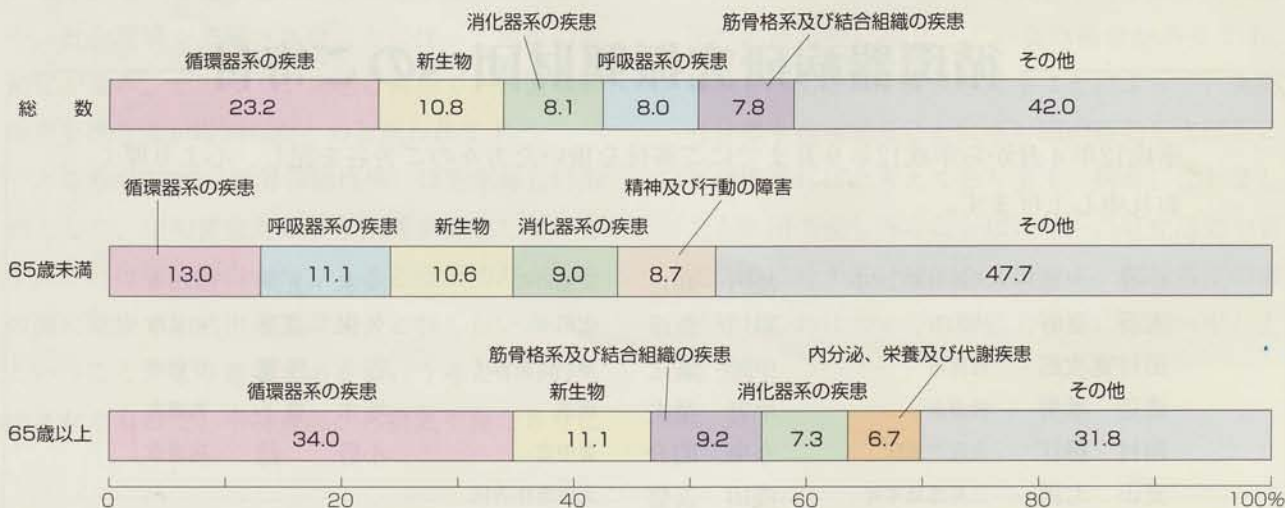 消化器系の疾患 筋骨格系及び結合組織の疾患
循環器系の疾患 新生物 呼吸器系の疾患 その他
総 数 23.2 10.8 8.1 8.0 7.8 42.0
循環器系の疾患 精神及び行動の障害
呼吸器系の疾患 新生物 消化器系の疾患 その他
65歳未満 13.0 11.1 10.6 9.0 8.7 47.7
筋骨格系及び結合組織の疾患 内分泌、栄養及び代謝疾患
循環器系の疾患 新生物 消化器系の疾患 その他
65歳以上 34.0 11.1 9.2 7.3 6.7 31.8
0 20 40 60 80 100%